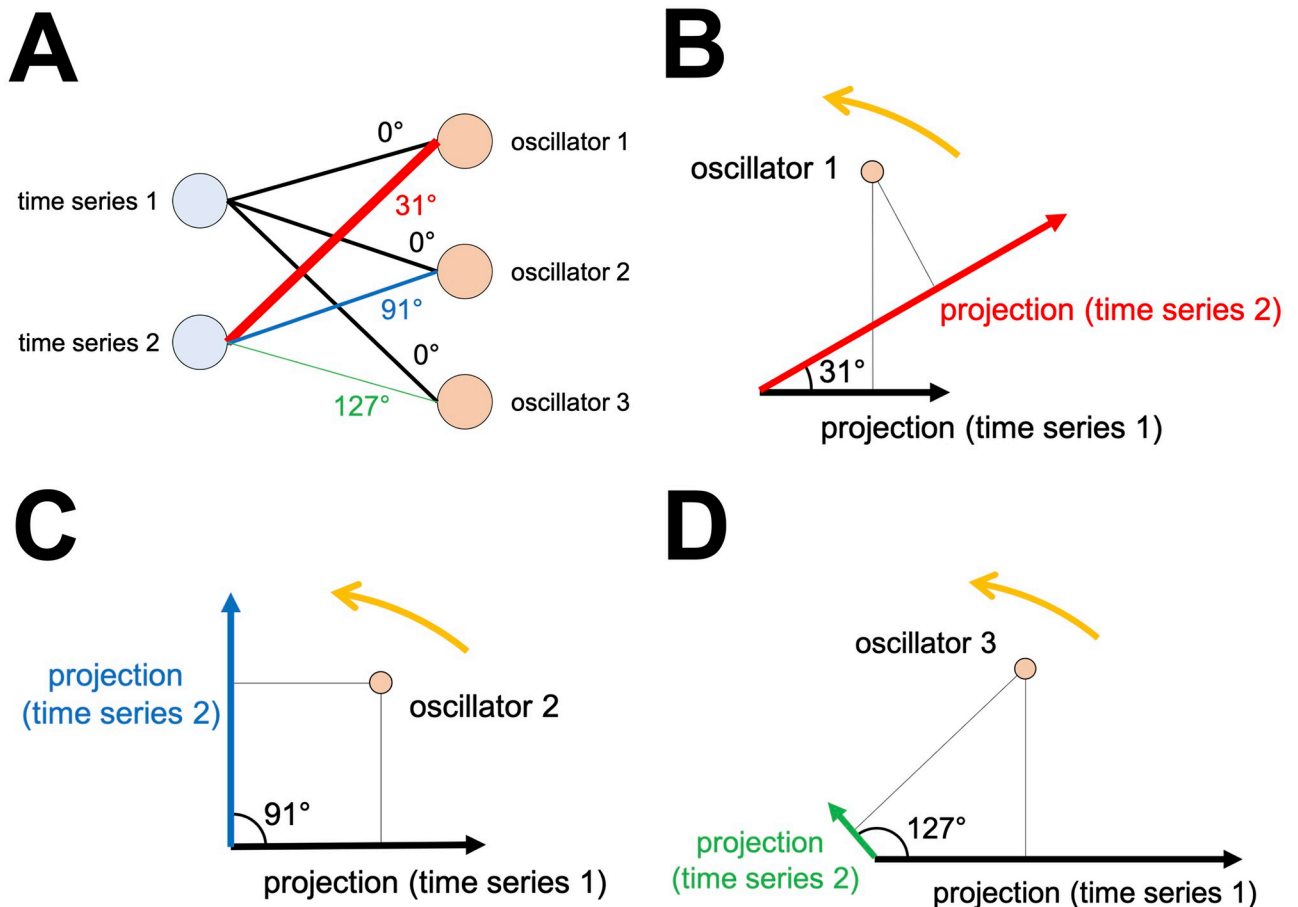 A
0°
oscillator 1
time series 1
31°
0°
oscillator 2
91°
time series 2
0°
127°
oscillator 3
B
oscillator 1
projection (time series 2)
31°
projection (time series 1)
C
projection
(time series 2)
oscillator 2
91°
projection (time series 1)
D
oscillator 3
127°
projection
(time series 2)
projection (time series 1)